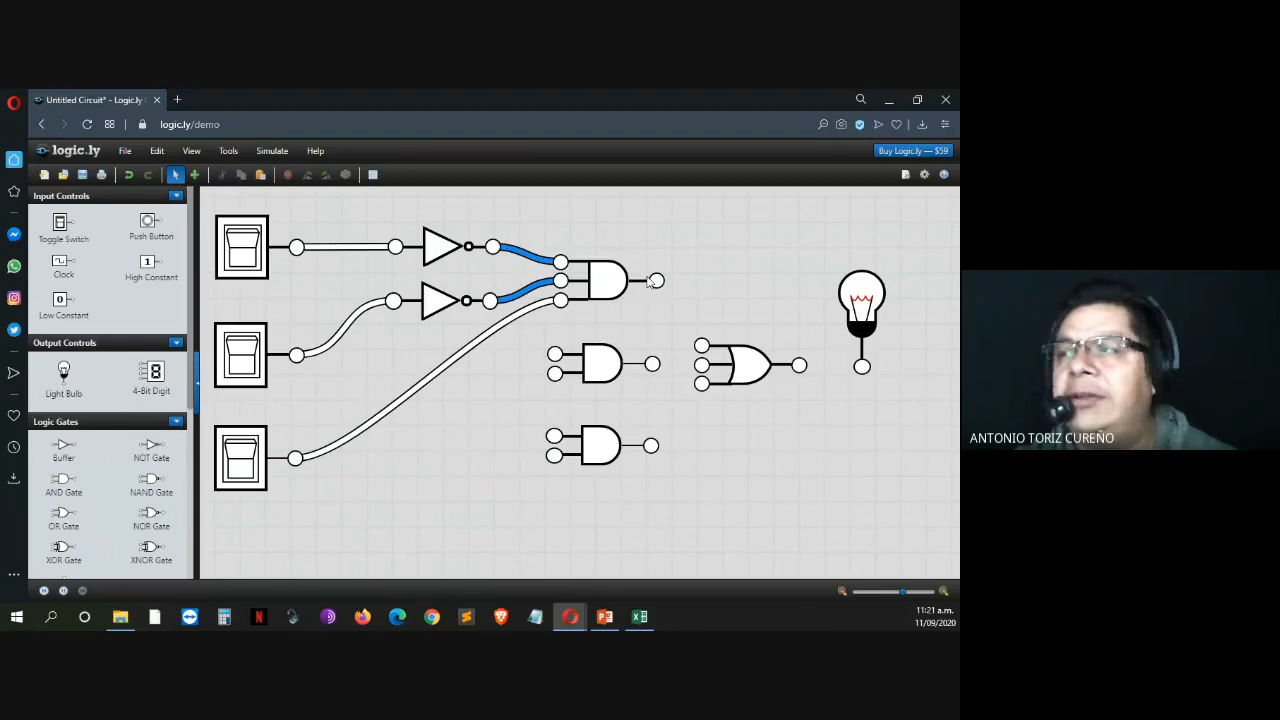 Untitled Circuit* - Logic.ly
logic.ly/demo
logic.ly
File
Edit
View
Tools
Simulate
Help
Buy Logic.ly — $59
Input Controls
Toggle Switch
Push Button
Clock
1
High Constant
0
Low Constant
Output Controls
Light Bulb
8
4-Bit Digit
Logic Gates
Buffer
NOT Gate
AND Gate
NAND Gate
OR Gate
NOR Gate
XOR Gate
XNOR Gate
ANTONIO TORIZ CUREÑO
11:21 a.m.
11/09/2020